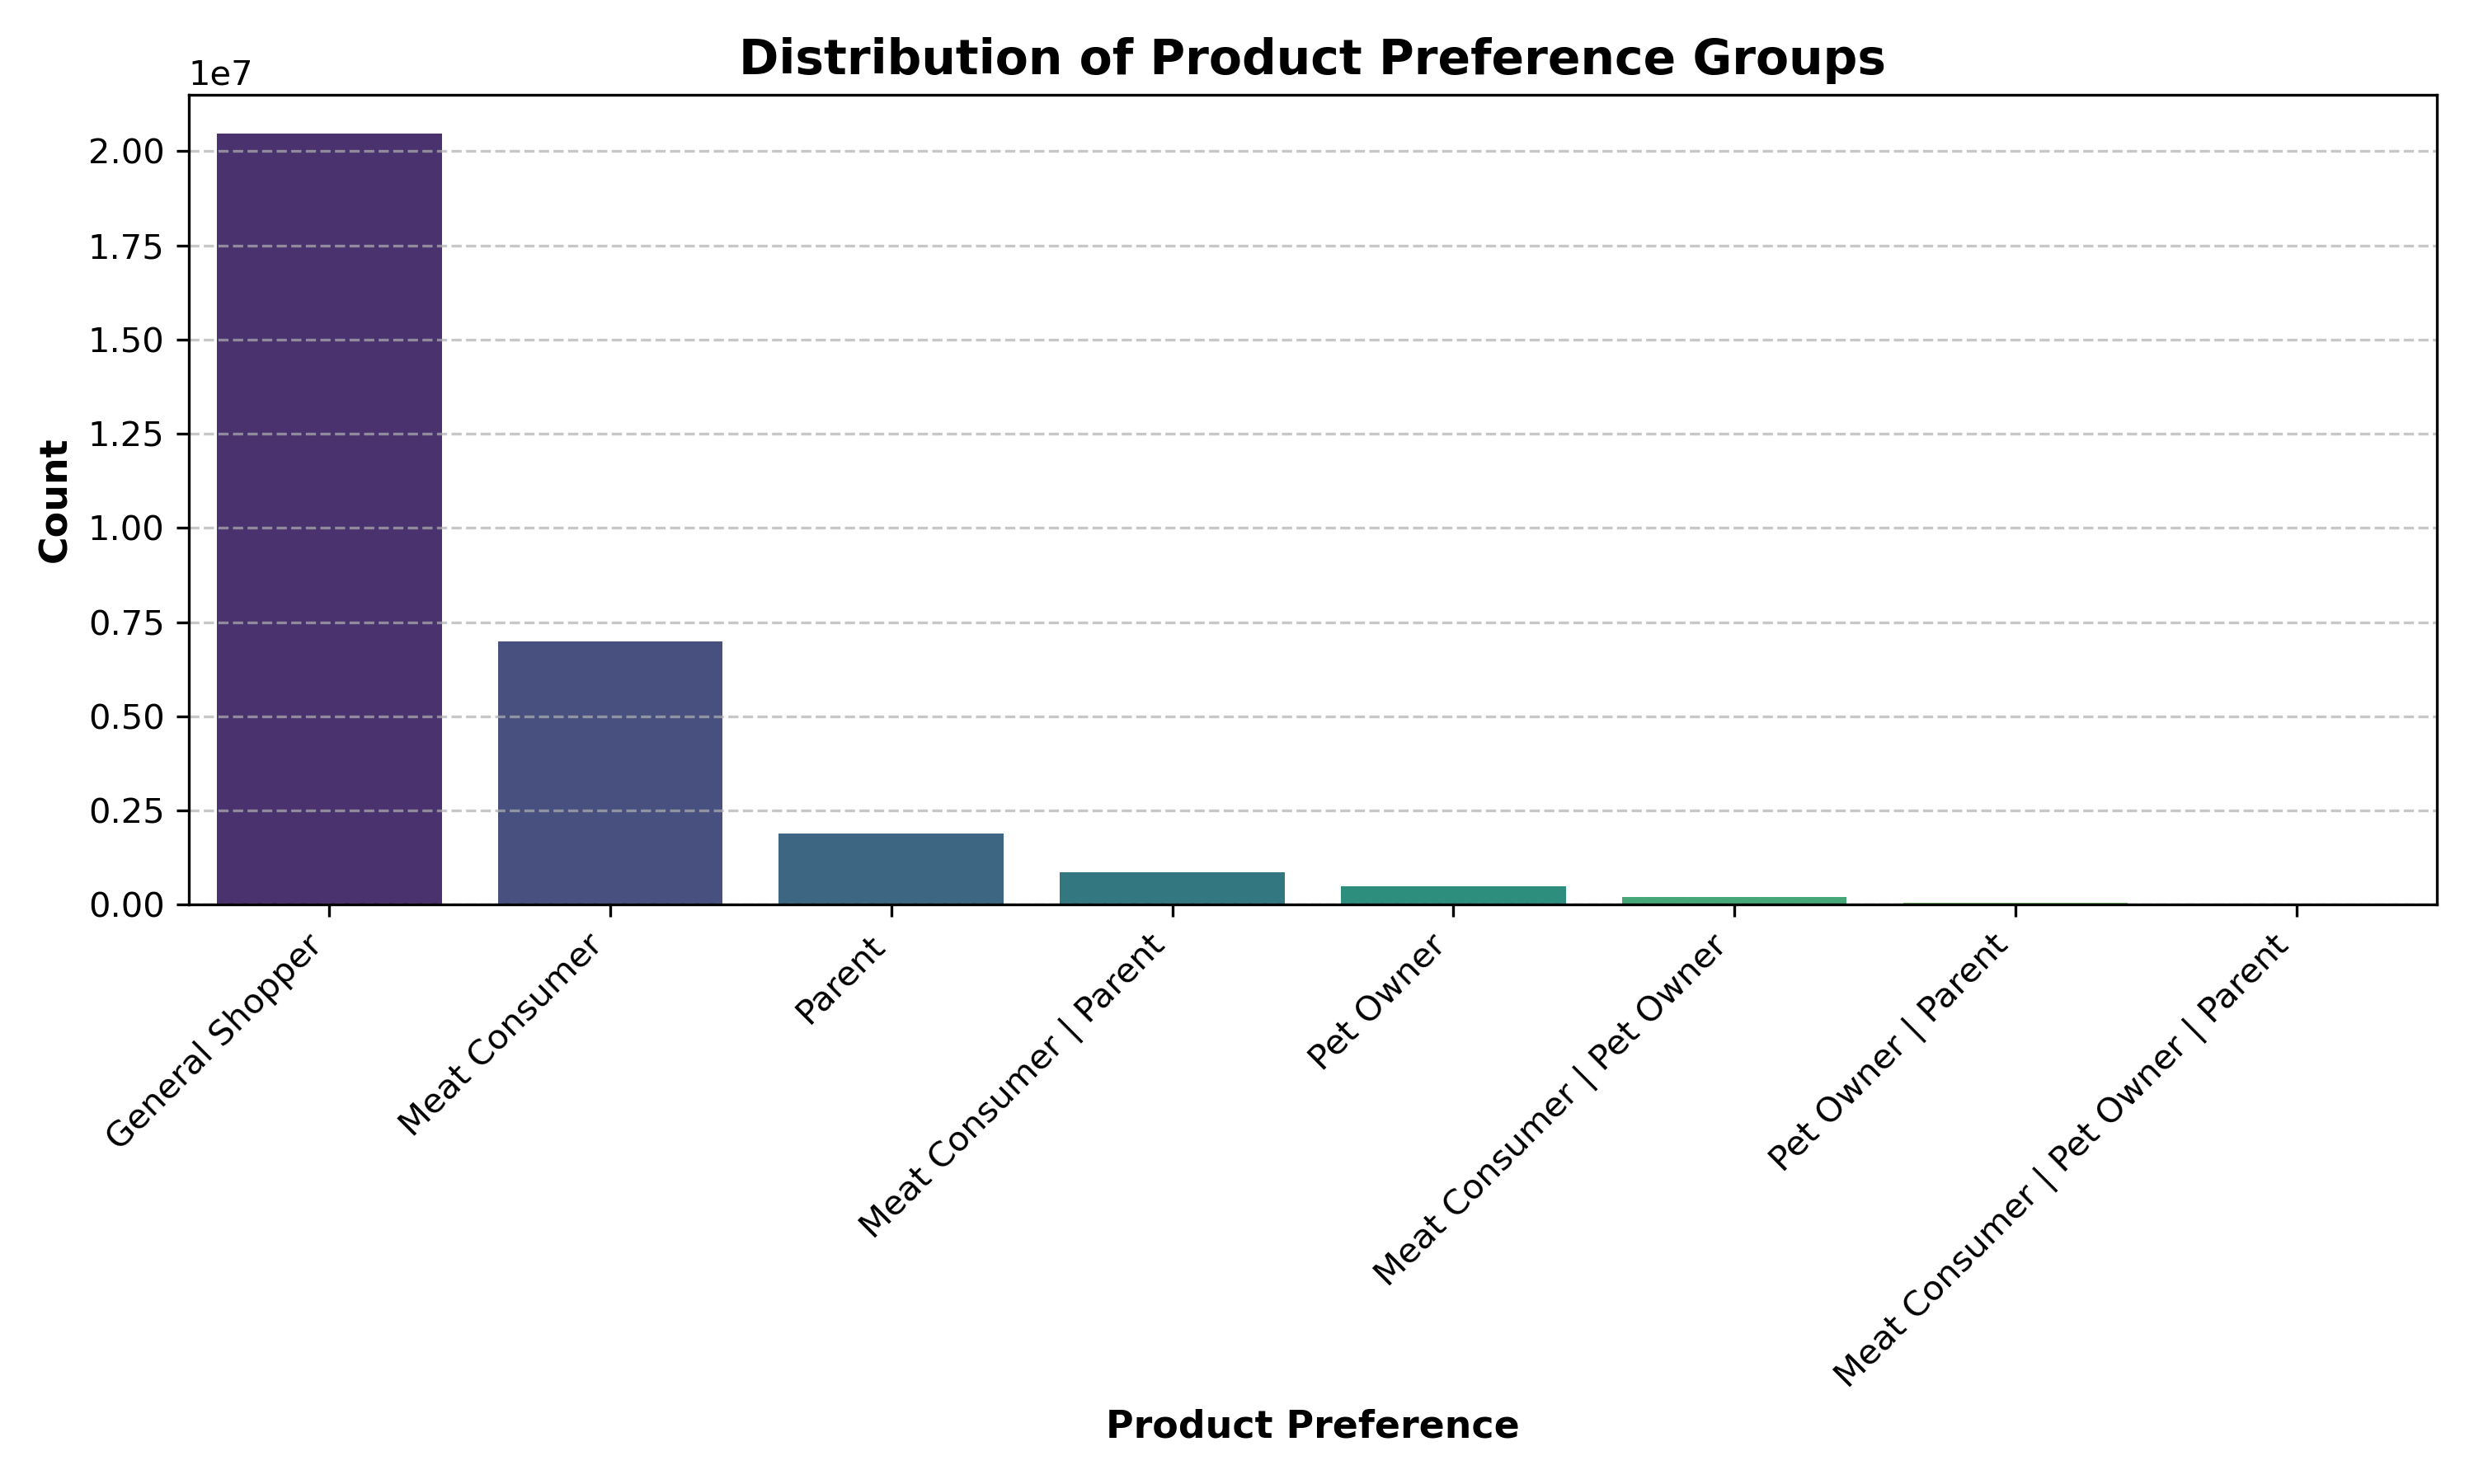 Distribution of Product Preference Groups
1e7
2.00
1.75
1.50
1.25
1.00
0.75
0.50
0.25
0.00
Count
General Shopper
Meat Consumer
Parent
Meat Consumer | Parent
Pet Owner
Meat Consumer | Pet Owner
Pet Owner | Parent
Meat Consumer | Pet Owner | Parent
Product Preference